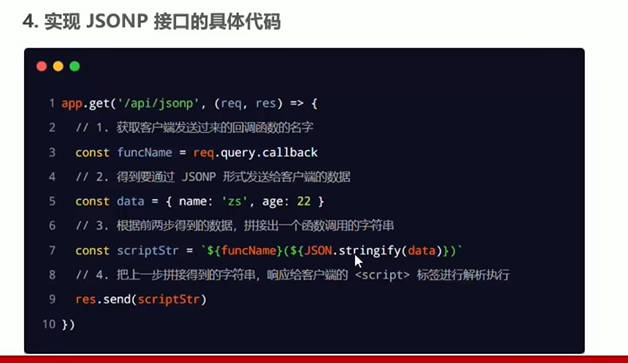 4. 实现 JSONP 接口的具体代码
1 app.get('/api/jsonp', (req, res) => {
2 // 1. 获取客户端发送过来的回调函数的名字
3 const funcName = req.query.callback
4 // 2. 得到要通过 JSONP 形式发送给客户端的数据
5 const data = { name: 'zs', age: 22 }
6 // 3. 根据前两步得到的数据，拼接出一个函数调用的字符串
7 const scriptStr = `${funcName}(${JSON.stringify(data)})`
8 // 4. 把上一步拼接得到的字符串，响应给客户端的 <script> 标签进行解析执行
9 res.send(scriptStr)
10 })